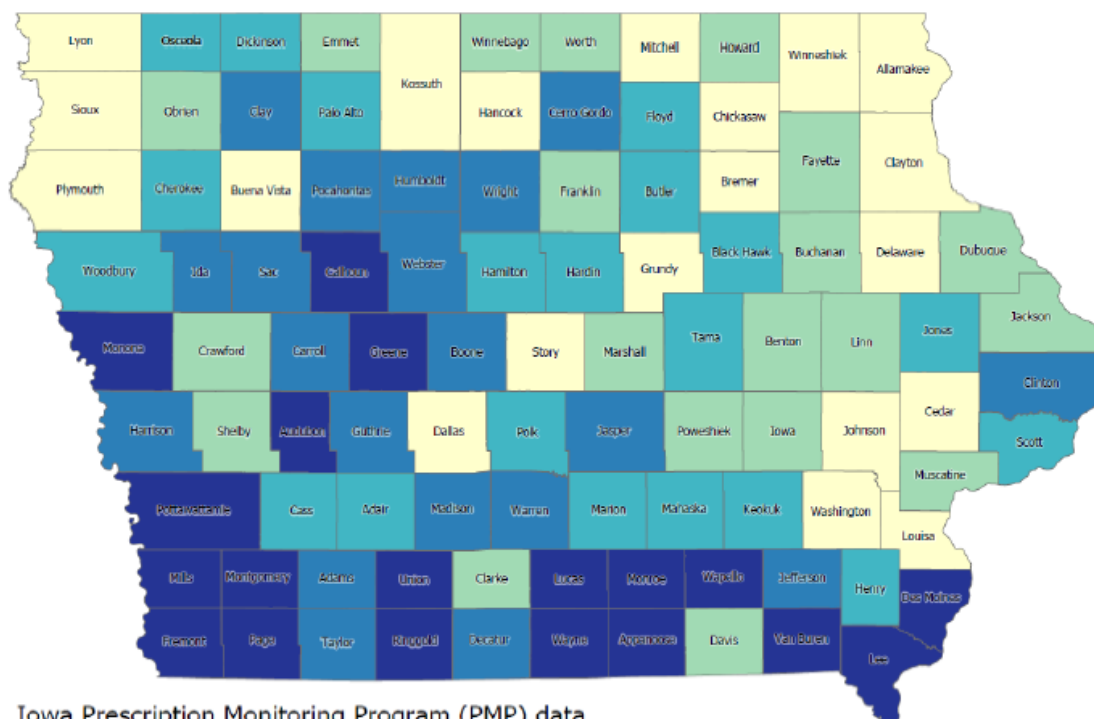 Lyon Osceola Dickinson Emmet Winnebago Worth Mitchell Howard Winneshiek Allamakee
Kossuth
Sioux Obrien Clay Palo Alto Hancock Cerro Gordo Floyd Chickasaw
Fayette Clayton
Plymouth Cherokee Buena Vista Pocahontas Humboldt Wright Franklin Butler Bremer
Woodbury Ida Sac Calhoun Webster Hamilton Hardin Grundy Black Hawk Buchanan Delaware Dubuque
Monona Crawford Carroll Greene Boone Story Marshall Tama Benton Linn Jones Jackson
Clinton
Harrison Shelby Audubon Guthrie Dallas Polk Jasper Poweshiek Iowa Johnson Cedar Scott
Muscatine
Pottawattamie Cass Adair Madison Warren Marion Mahaska Keokuk Washington
Louisa
Mills Montgomery Adams Union Clarke Lucas Monroe Wapello Jefferson Henry Des Moines
Fremont Page Taylor Ringgold Decatur Wayne Appanoose Davis Van Buren Lee
Iowa Prescription Monitoring Program (PMP) data